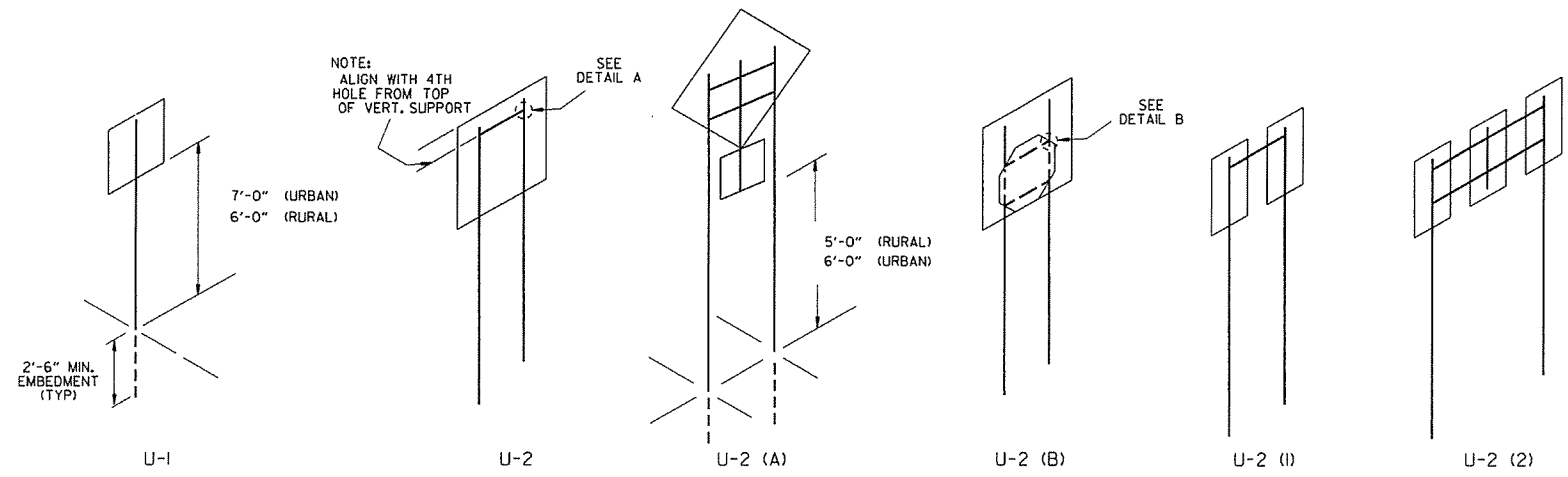 NOTE:
ALIGN WITH 4TH
HOLE FROM TOP
OF VERT. SUPPORT
SEE
DETAIL A
SEE
DETAIL B
7'-0" (URBAN)
6'-0" (RURAL)
5'-0" (RURAL)
6'-0" (URBAN)
2'-6" MIN.
EMBEDMENT
(TYP)
U-1
U-2
U-2 (A)
U-2 (B)
U-2 (1)
U-2 (2)